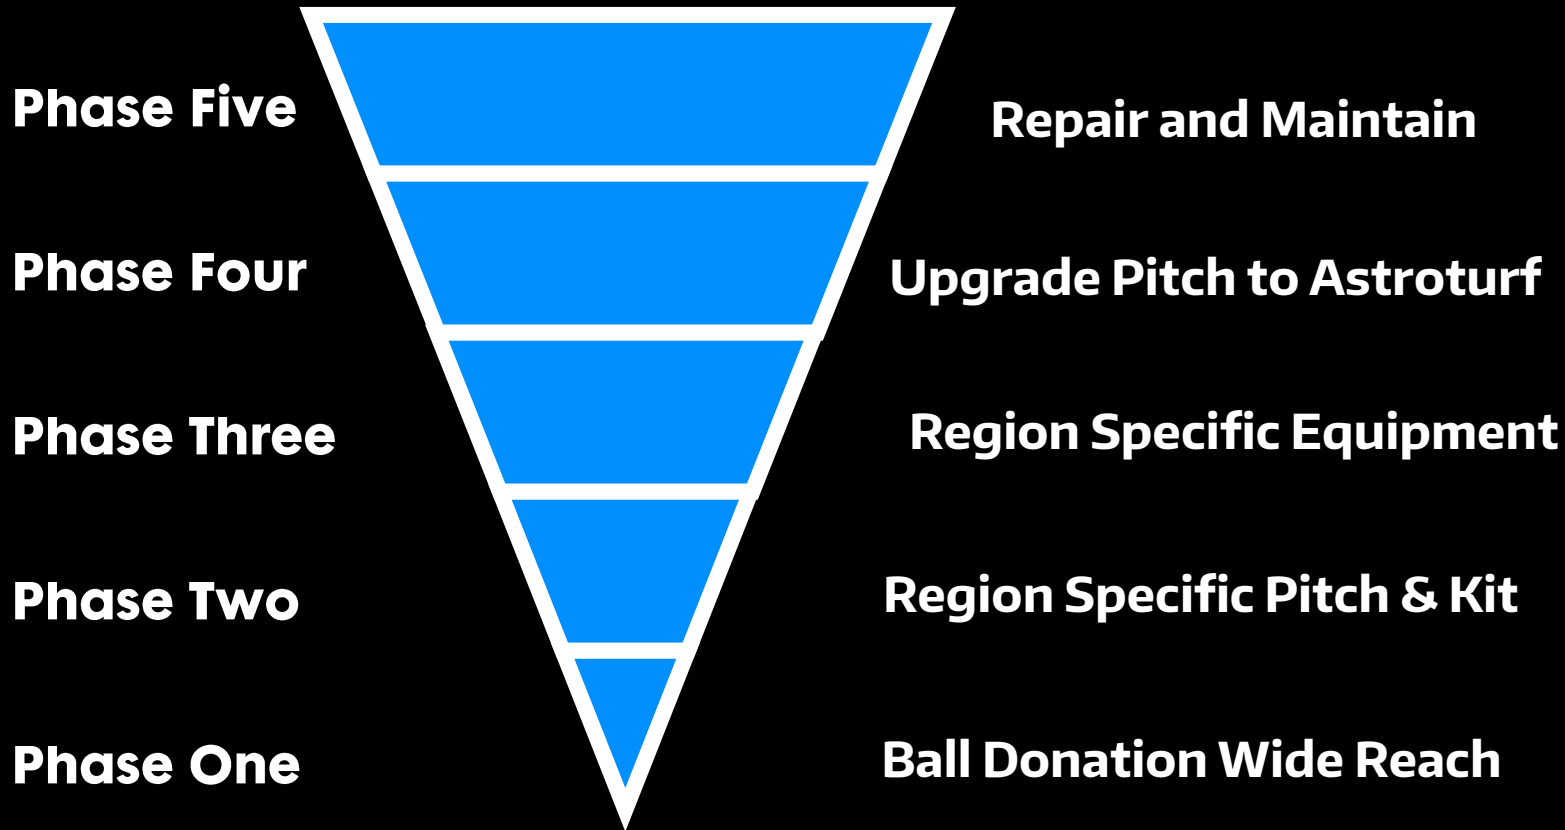 Phase Five
Repair and Maintain
Phase Four
Upgrade Pitch to Astroturf
Phase Three
Region Specific Equipment
Phase Two
Region Specific Pitch & Kit
Phase One
Ball Donation Wide Reach